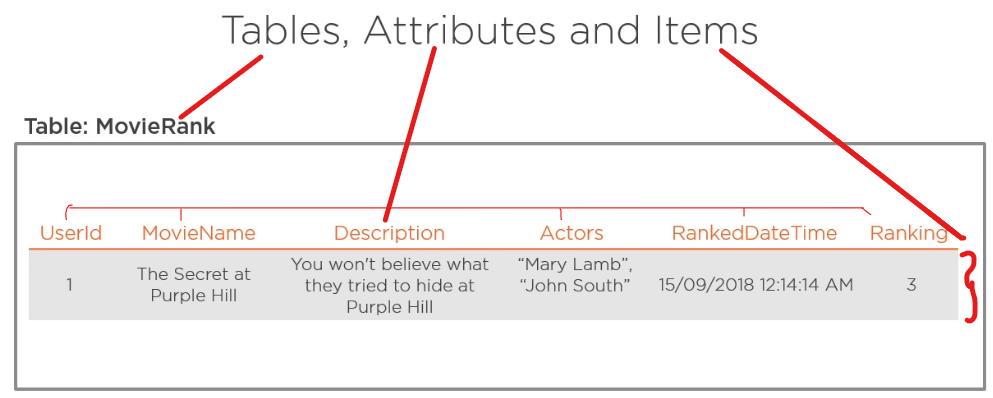 Tables, Attributes and Items
Table: MovieRank
UserId MovieName Description Actors RankedDateTime Ranking
1 The Secret at Purple Hill You won't believe what they tried to hide at Purple Hill “Mary Lamb”, “John South” 15/09/2018 12:14:14 AM 3